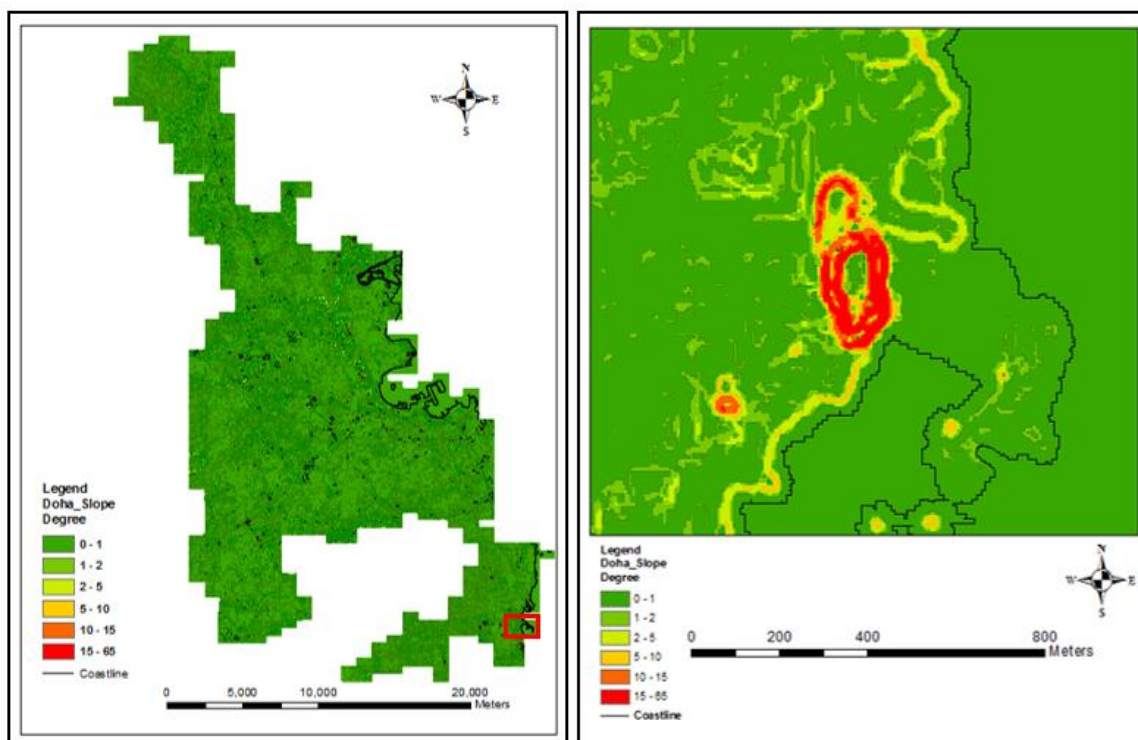 N
W E
S
Legend
Doha_Slope
Degree
0 - 1
1 - 2
2 - 5
5 - 10
10 - 15
15 - 65
Coastline
0 5,000 10,000 20,000
Meters
Legend
Doha_Slope
Degree
0 - 1
1 - 2
2 - 5
5 - 10
10 - 15
15 - 65
Coastline
N
W E
S
0 200 400 800
Meters